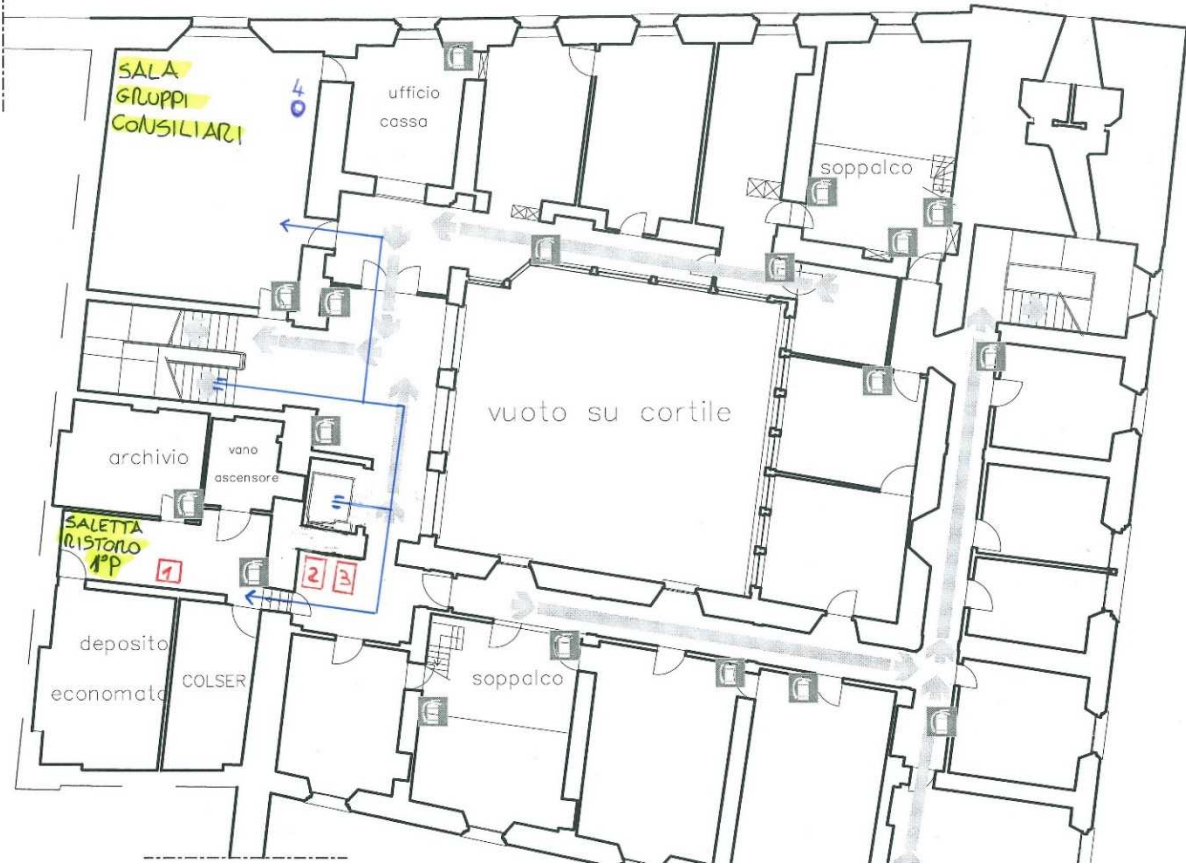 SALA
GRUPPI
CONSILIARI
4
ufficio
cassa
soppalco
vuoto su cortile
archivio
vano
ascensore
SALETTA
RISTORO
1°P
1
2 3
deposito
economato
COLSER
soppalco